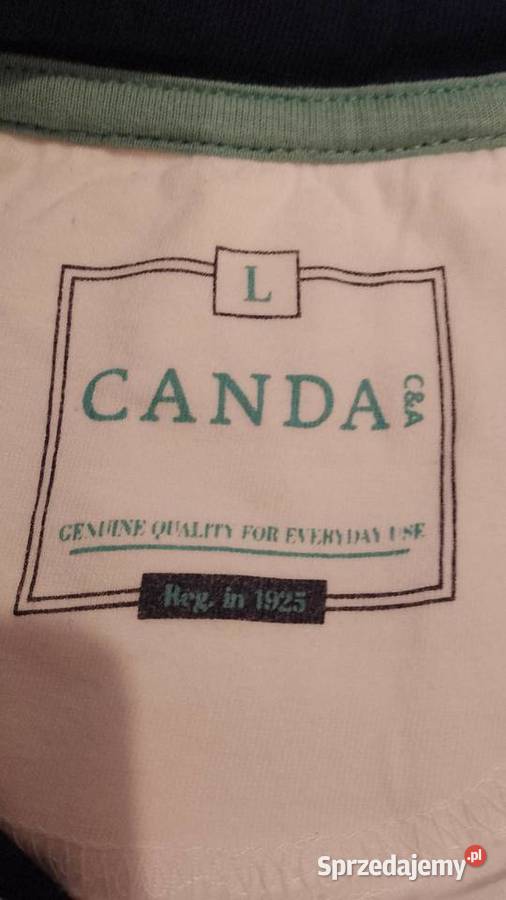 L
CANDA
C&A
GENUINE QUALITY FOR EVERYDAY USE
Reg. in 1925
Sprzedajemy.pl